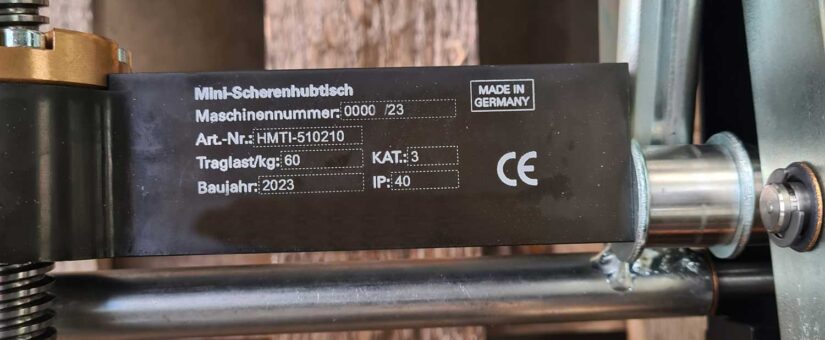 Mini-Scherenhubtisch
MADE IN
GERMANY
Maschinennummer: 0000 /23
Art.-Nr.: HMTI-510210
Traglast/kg: 60 KAT.: 3
Baujahr: 2023 IP: 40
CE